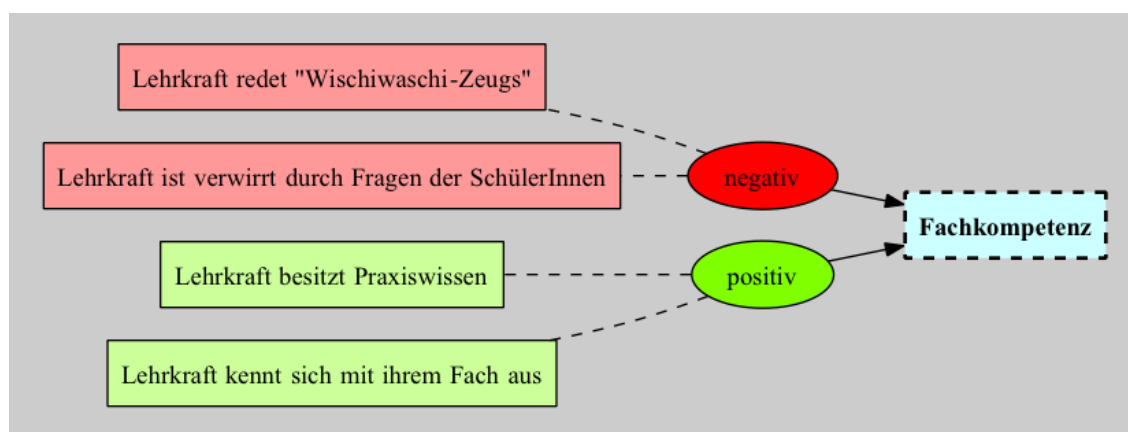 Lehrkraft redet "Wischiwaschi-Zeugs"
Lehrkraft ist verwirrt durch Fragen der SchülerInnen
negativ
Fachkompetenz
Lehrkraft besitzt Praxiswissen
positiv
Lehrkraft kennt sich mit ihrem Fach aus